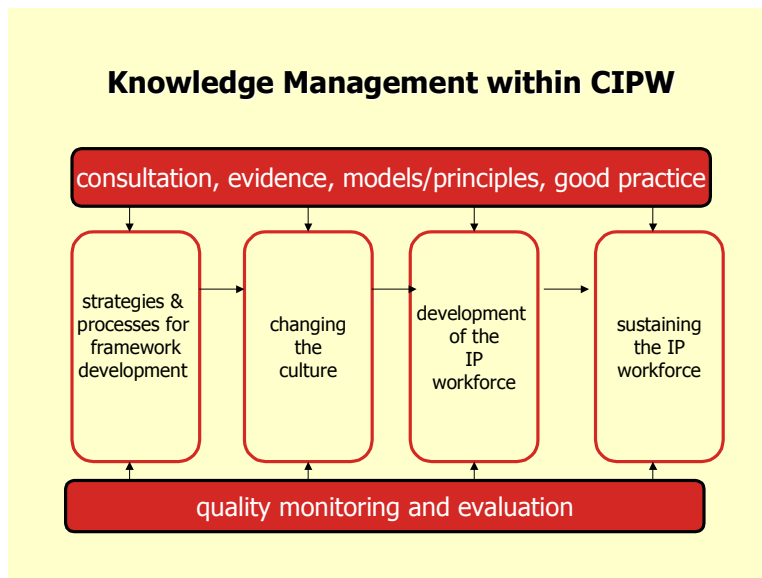 Knowledge Management within CIPW
consultation, evidence, models/principles, good practice
strategies &
processes for
framework
development
changing
the
culture
development
of the
IP
workforce
sustaining
the IP
workforce
quality monitoring and evaluation